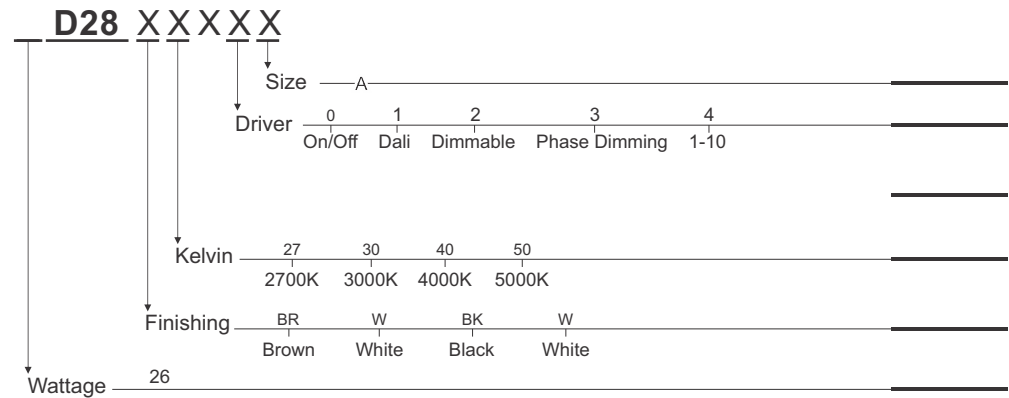 D28 X X X X X
Size A
Driver 0 1 2 3 4
On/Off Dali Dimmable Phase Dimming 1-10
Kelvin 27 30 40 50
2700K 3000K 4000K 5000K
Finishing BR W BK W
Brown White Black White
Wattage 26